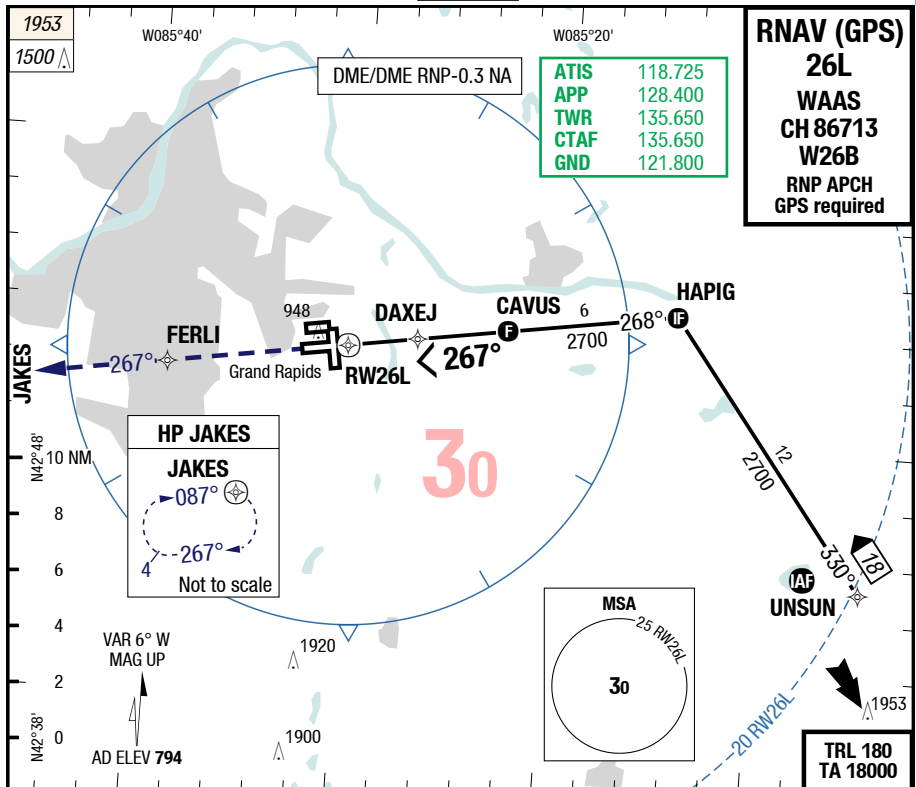 1953
1500
W085°40'
W085°20'
DME/DME RNP-0.3 NA
ATIS 118.725
APP 128.400
TWR 135.650
CTAF 135.650
GND 121.800
RNAV (GPS)
26L
WAAS
CH 86713
W26B
RNP APCH
GPS required
HAPIG
CAVUS
6
DAXEJ
948
F
268°
IF
2700
FERLI
267°
267°
RW26L
Grand Rapids
JAKES
HP JAKES
JAKES
087°
267°
4
Not to scale
30
12
2700
330°
18
IAF
UNSUN
N42°48'
10 NM
8
6
4
2
0
N42°38'
VAR 6° W
MAG UP
AD ELEV 794
1920
1900
MSA
25 RW26L
30
20 RW26L
1953
TRL 180
TA 18000